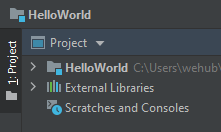 HelloWorld
1: Project
Project
HelloWorld C:\Users\wehub\
External Libraries
Scratches and Consoles